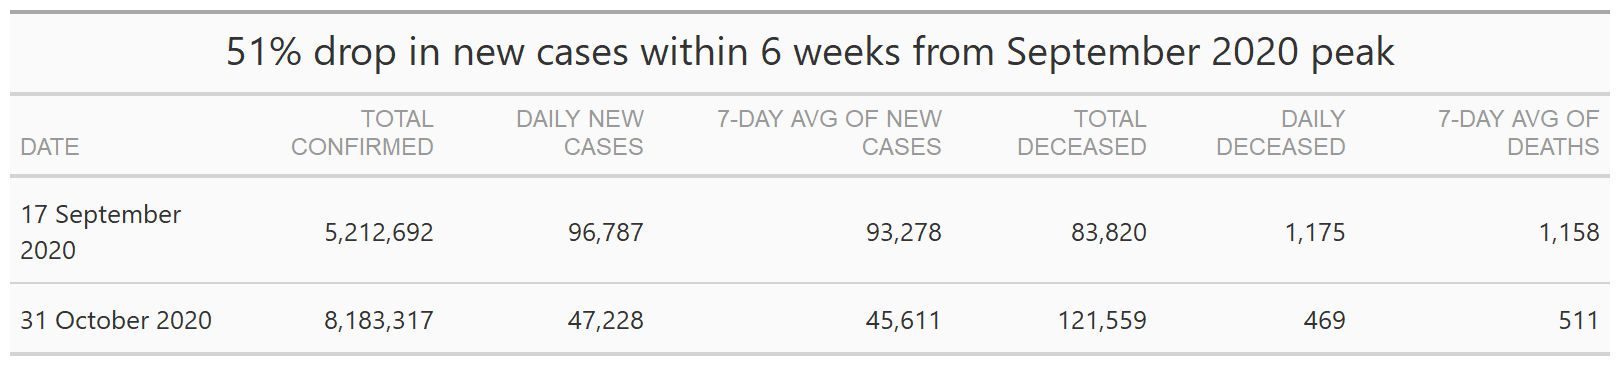 51% drop in new cases within 6 weeks from September 2020 peak
DATE TOTAL CONFIRMED DAILY NEW CASES 7-DAY AVG OF NEW CASES TOTAL DECEASED DAILY DECEASED 7-DAY AVG OF DEATHS
17 September 2020 5,212,692 96,787 93,278 83,820 1,175 1,158
31 October 2020 8,183,317 47,228 45,611 121,559 469 511